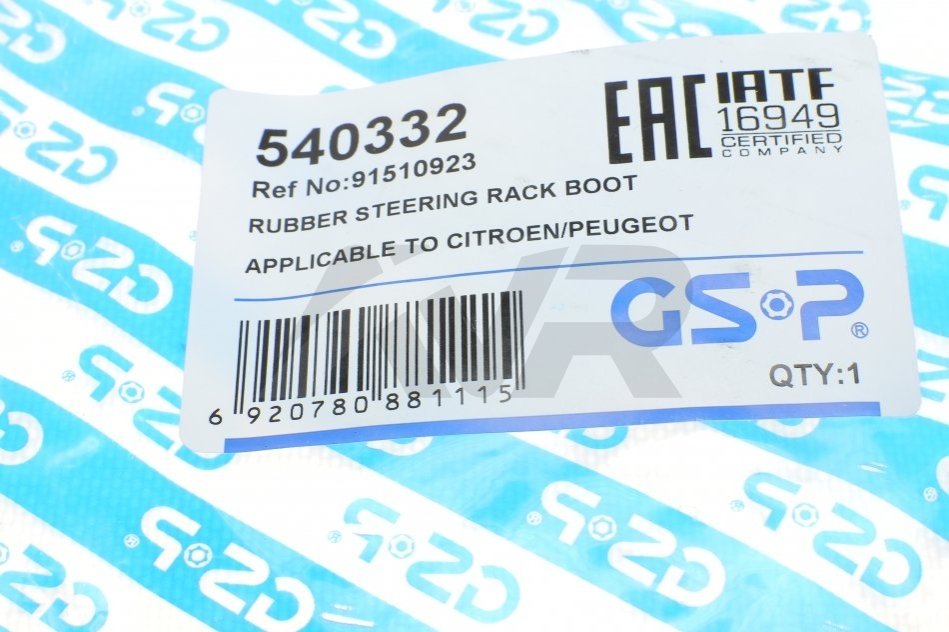 540332
Ref No:91510923
RUBBER STEERING RACK BOOT
APPLICABLE TO CITROEN/PEUGEOT
EAC
IATF
16949
CERTIFIED
COMPANY
GSP®
QTY:1
6 920780 881115